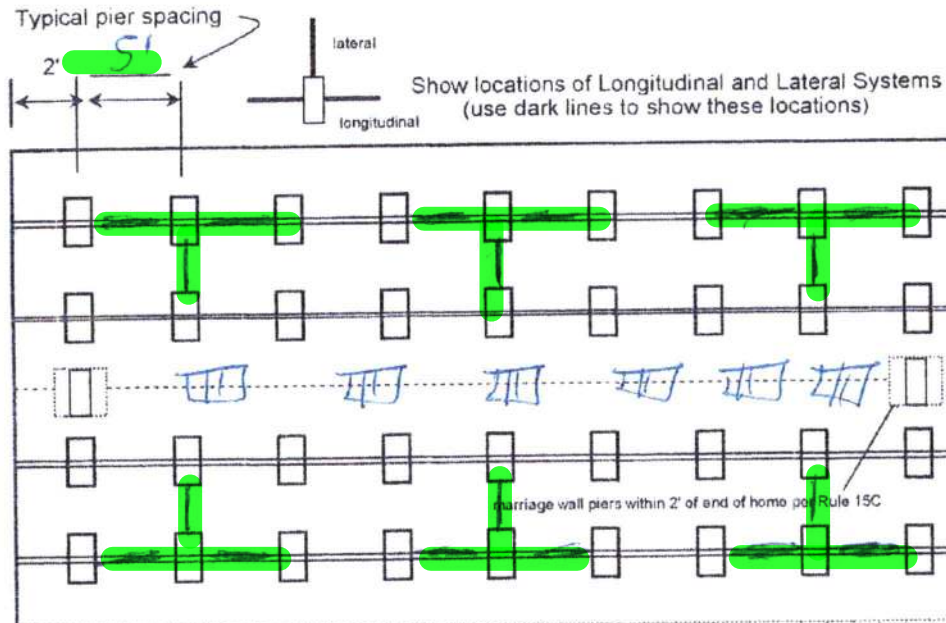 Typical pier spacing
2'
5'
lateral
longitudinal
Show locations of Longitudinal and Lateral Systems
(use dark lines to show these locations)
marriage wall piers within 2' of end of home per Rule 15C